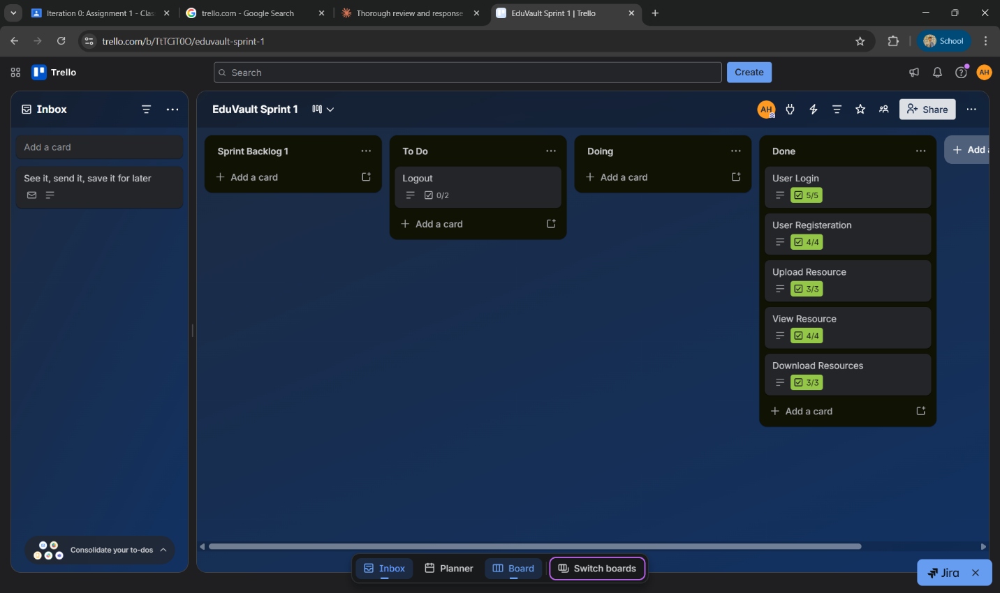 Iteration 0: Assignment 1 - Clas
trello.com - Google Search
Thorough review and response
EduVault Sprint 1 | Trello
trello.com/b/TtTCiT0O/eduvault-sprint-1
School
Trello
Search
Create
AH
Inbox
Add a card
See it, send it, save it for later
Consolidate your to-dos
EduVault Sprint 1
AH
Share
Sprint Backlog 1
Add a card
To Do
Logout
0/2
Add a card
Doing
Add a card
Done
User Login
5/5
User Registeration
4/4
Upload Resource
3/3
View Resource
4/4
Download Resources
3/3
Add a card
Add
Inbox
Planner
Board
Switch boards
Jira